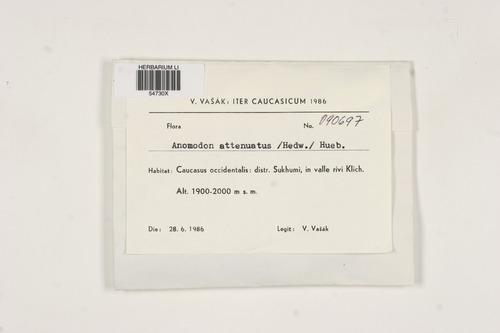 HERBARIUM LI
54730X
V. VAŠÁK: ITER CAUCASICUM 1986
Flora No. 090697
Anomodon attenuatus /Hedw./ Hueb.
Habitat: Caucasus occidentalis: distr. Sukhumi, in valle rivi Klich.
Alt. 1900-2000 m s. m.
Die: 28. 6. 1986 Legit: V. Vašák